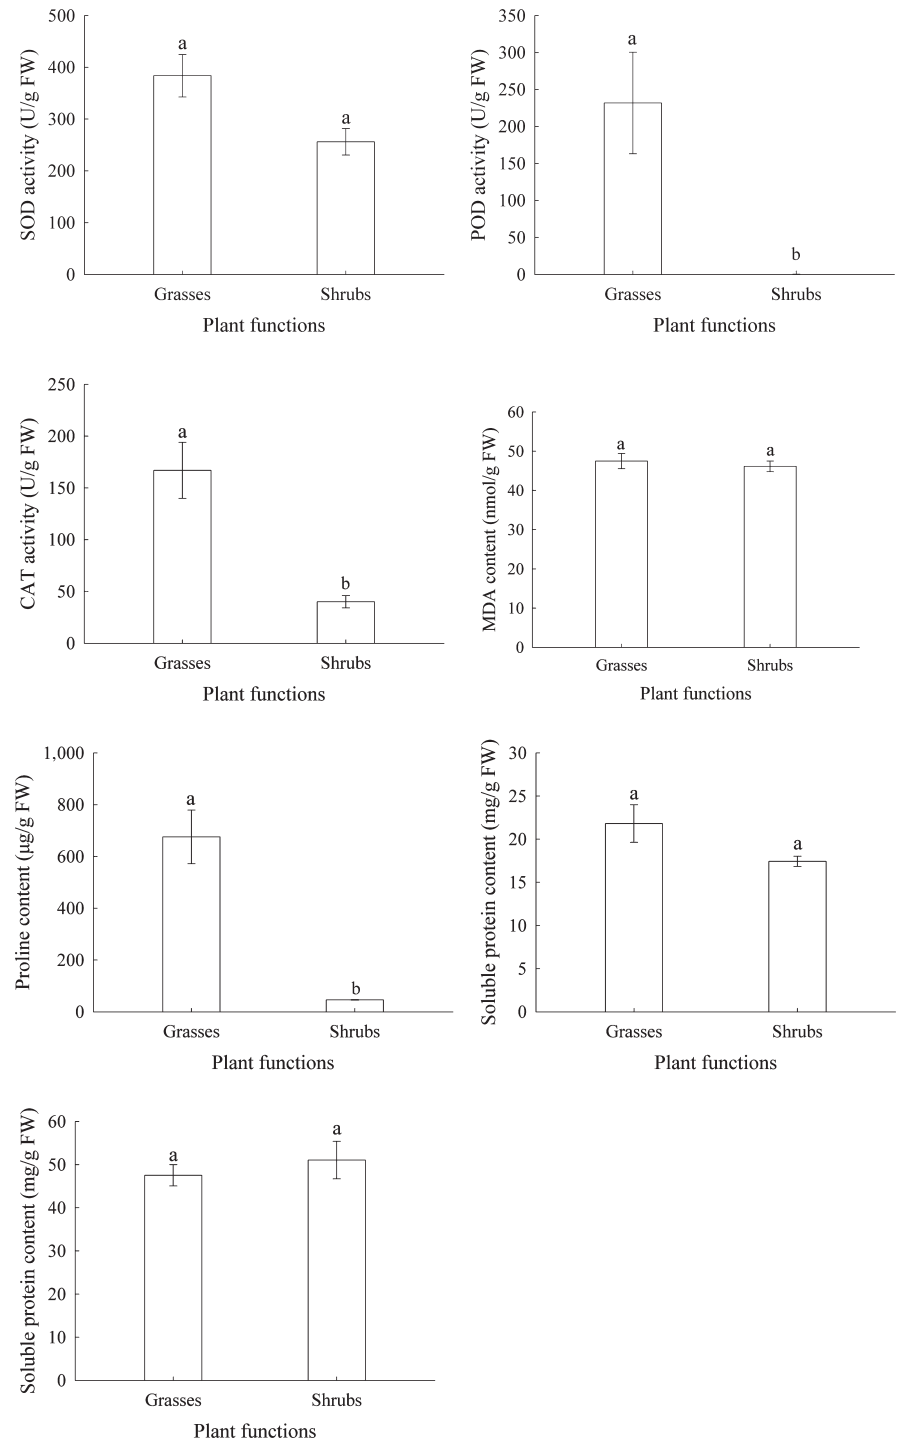 SOD activity (U/g FW)
500
400
300
200
100
0
a
a
Grasses Shrubs
Plant functions
POD activity (U/g FW)
350
300
250
200
150
100
50
0
a
b
Grasses Shrubs
Plant functions
CAT activity (U/g FW)
250
200
150
100
50
0
a
b
Grasses Shrubs
Plant functions
MDA content (nmol/g FW)
60
50
40
30
20
10
0
a
a
Grasses Shrubs
Plant functions
Proline content (μg/g FW)
1,000
800
600
400
200
0
a
b
Grasses Shrubs
Plant functions
Soluble protein content (mg/g FW)
30
25
20
15
10
5
0
a
a
Grasses Shrubs
Plant functions
Soluble protein content (mg/g FW)
60
50
40
30
20
10
0
a
a
Grasses Shrubs
Plant functions